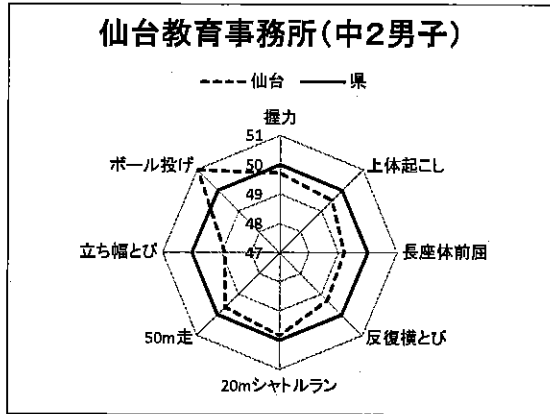 仙台教育事務所(中2男子)
仙台 県
握力
51
50
49
48
47
上体起こし
長座体前屈
反復横とび
20mシャトルラン
50m走
立ち幅とび
ボール投げ